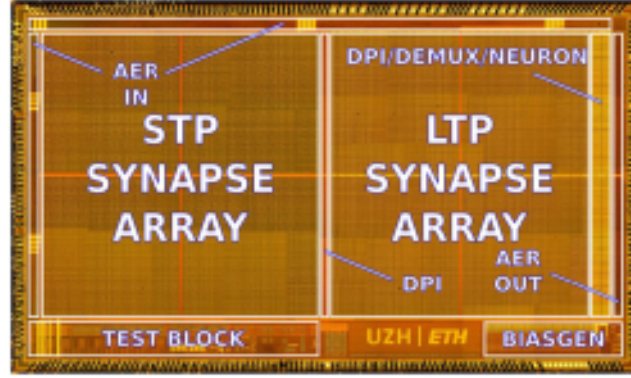 AER
IN
DPI/DEMUX/NEURON
STP
SYNAPSE
ARRAY
LTP
SYNAPSE
ARRAY
DPI
AER
OUT
TEST BLOCK
UZH | ETH
BIASGEN